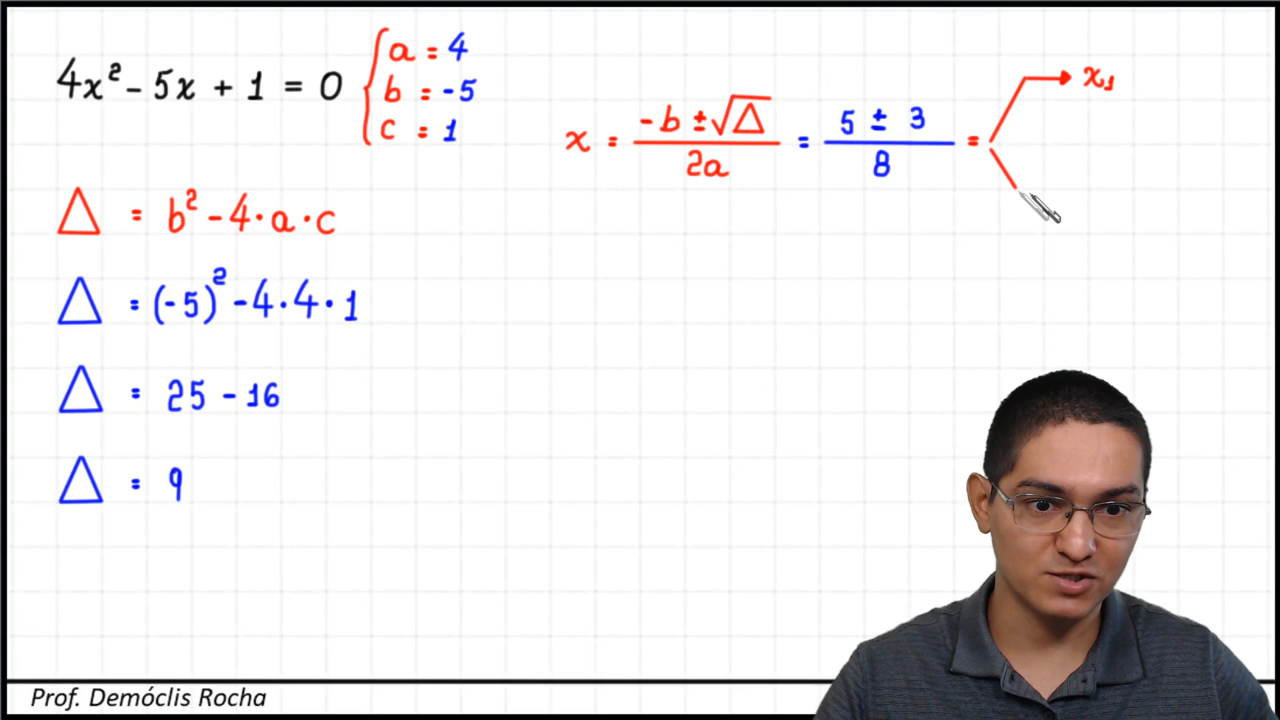 4x² - 5x + 1 = 0
a = 4
b = -5
c = 1
Δ = b² - 4·a·c
Δ = (-5)² - 4·4·1
Δ = 25 - 16
Δ = 9
x = (-b ± √Δ)/2a = (5 ± 3)/8 =
x₁
Prof. Demóclis Rocha